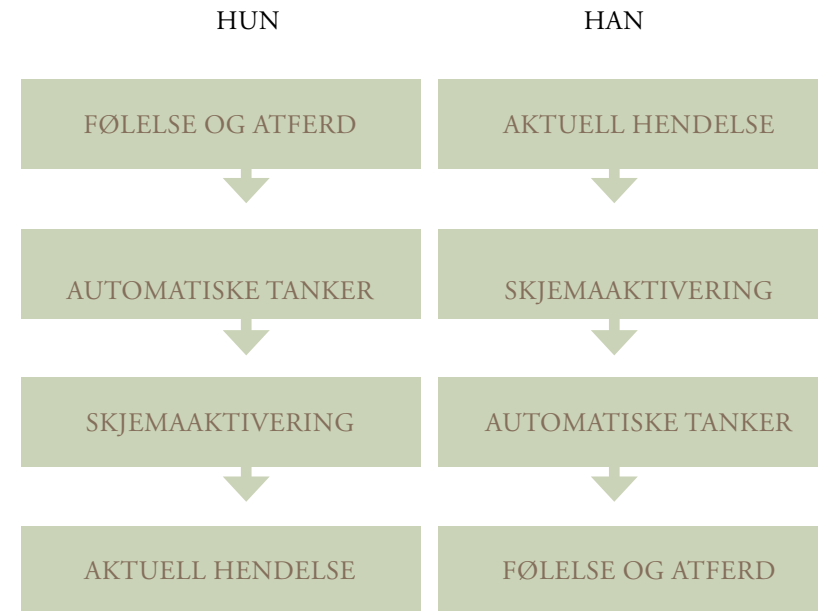 HUN
HAN
FØLELSE OG ATFERD
AKTUELL HENDELSE
AUTOMATISKE TANKER
SKJEMAAKTIVERING
SKJEMAAKTIVERING
AUTOMATISKE TANKER
AKTUELL HENDELSE
FØLELSE OG ATFERD